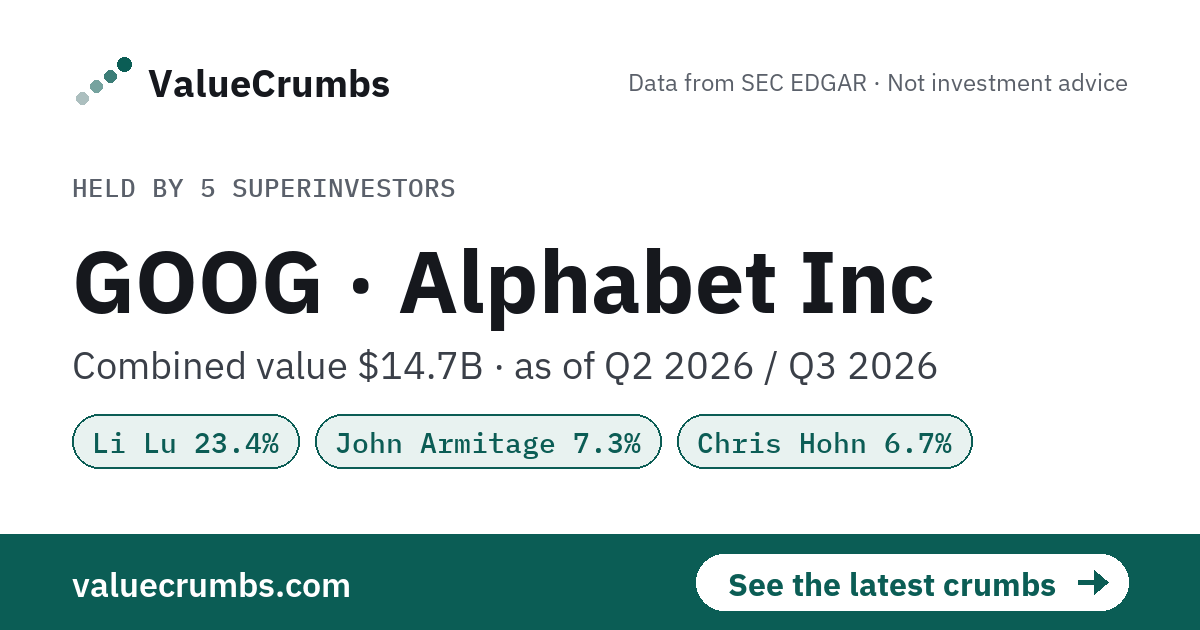 ValueCrumbs
Data from SEC EDGAR · Not investment advice
HELD BY 5 SUPERINVESTORS
GOOG · Alphabet Inc
Combined value $14.7B · as of Q2 2026 / Q3 2026
Li Lu 23.4% John Armitage 7.3% Chris Hohn 6.7%
valuecrumbs.com
See the latest crumbs →